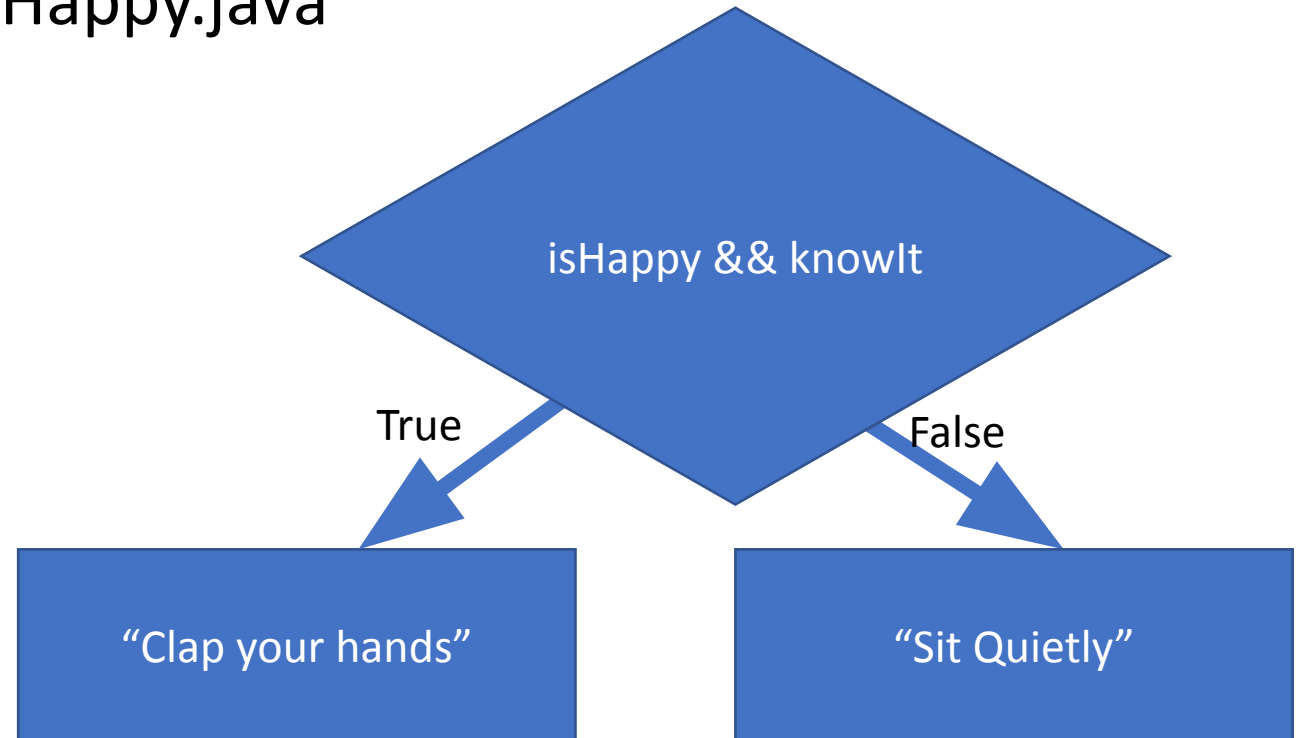 Happy.java
isHappy && knowIt
True
False
“Clap your hands”
“Sit Quietly”